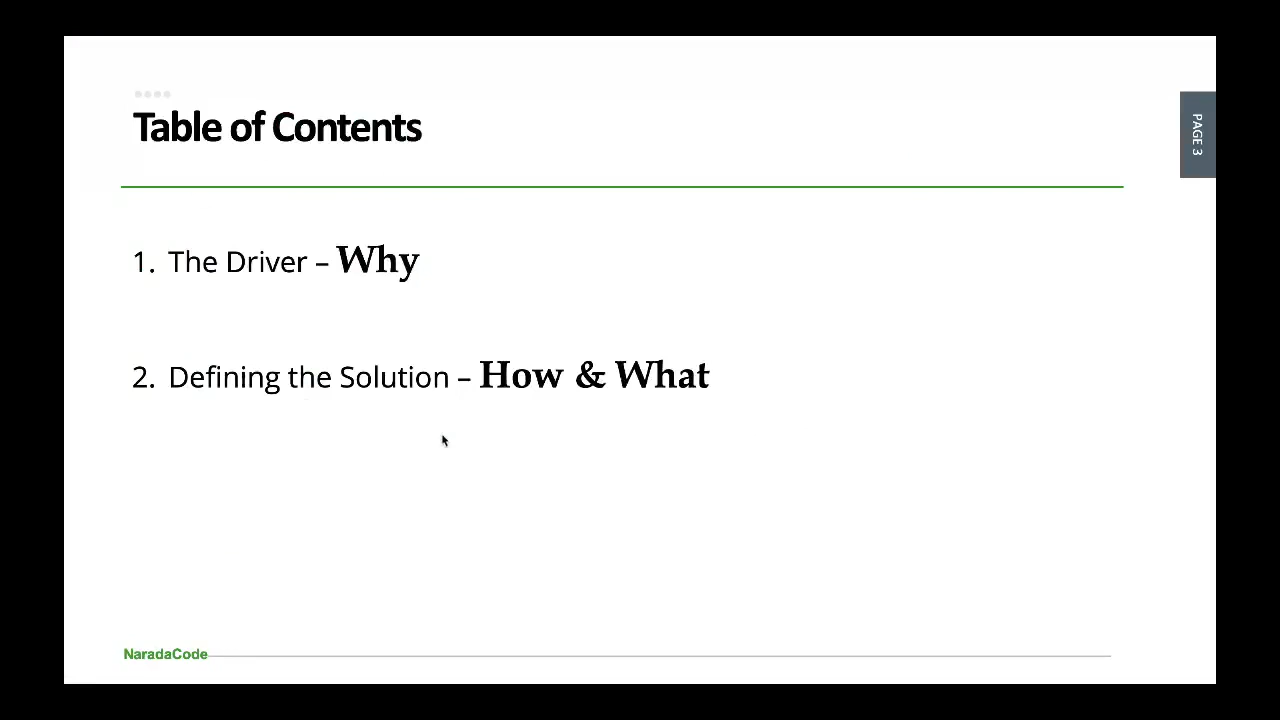 Table of Contents
PAGE 3
1. The Driver – Why
2. Defining the Solution – How & What
NaradaCode